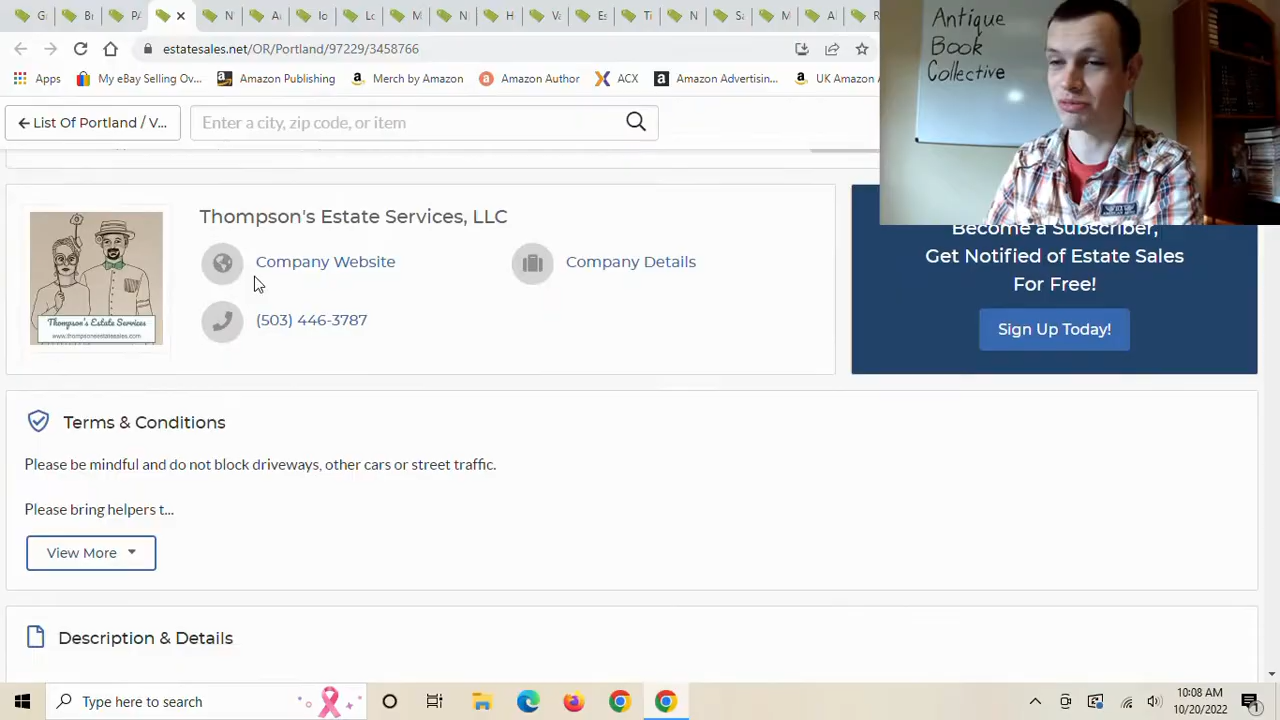 estatesales.net/OR/Portland/97229/3458766
Apps
My eBay Selling Ov...
Amazon Publishing
Merch by Amazon
Amazon Author
ACX
Amazon Advertisin...
UK Amazon
List Of Portland / V...
Enter a city, zip code, or item
Antique
Book
Collective
Thompson's Estate Services, LLC
Company Website
Company Details
(503) 446-3787
Thompson's Estate Services
www.thompsonestatesales.com
Become a Subscriber,
Get Notified of Estate Sales
For Free!
Sign Up Today!
Terms & Conditions
Please be mindful and do not block driveways, other cars or street traffic.
Please bring helpers t...
View More
Description & Details
Type here to search
10:08 AM
10/20/2022